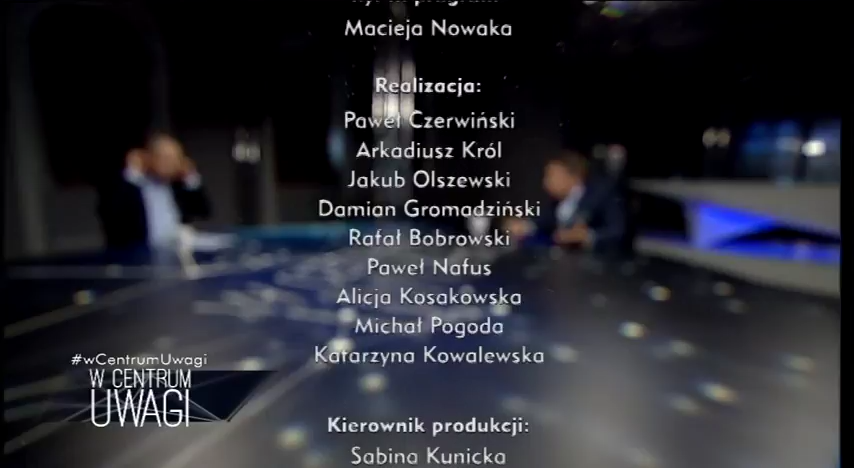 Macieja Nowaka
Realizacja:
Paweł Czerwiński
Arkadiusz Król
Jakub Olszewski
Damian Gromadziński
Rafał Bobrowski
Paweł Nafus
Alicja Kosakowska
Michał Pogoda
Katarzyna Kowalewska
#wCentrumUwagi
W CENTRUM
UWAGI
Kierownik produkcji:
Sabina Kunicka